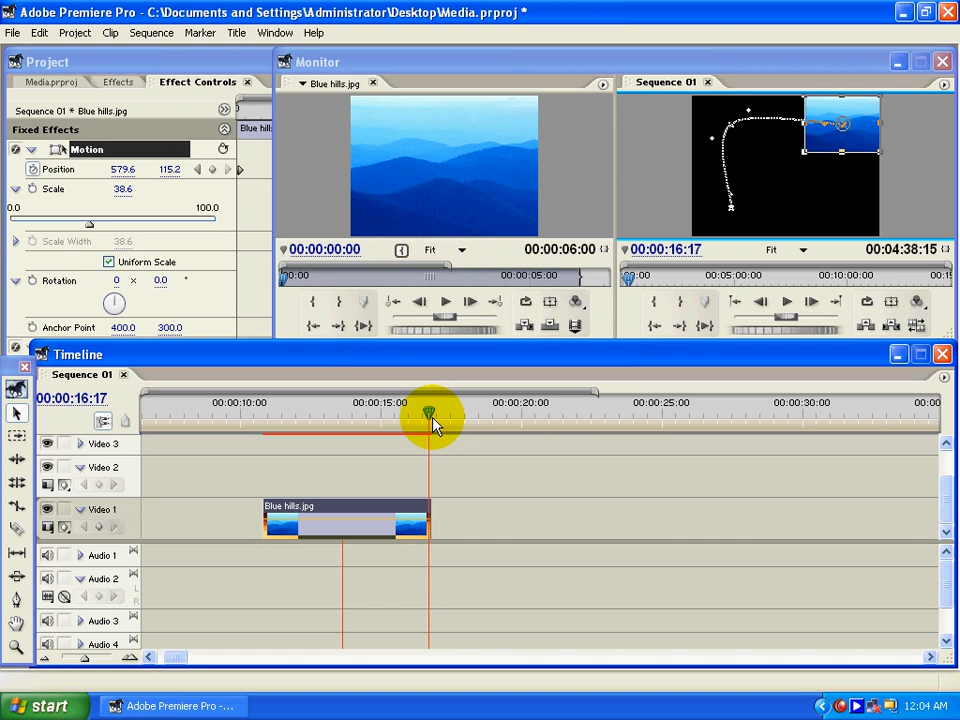 Adobe Premiere Pro - C:\Documents and Settings\Administrator\Desktop\Media.prproj *
File Edit Project Clip Sequence Marker Title Window Help
Project
Media.prproj Effects Effect Controls
Sequence 01 * Blue hills.jpg
Blue hill:
Fixed Effects
Motion
Position 579.6 115.2
Scale 38.6
0.0 100.0
Scale Width 38.6
Uniform Scale
Rotation 0 x 0.0 °
Anchor Point 400.0 300.0
Monitor
Blue hills.jpg
Sequence 01
00:00:00:00 Fit 00:00:06:00
00:00:16:17 Fit 00:04:38:15
00:00 00:00:05:00
00:00 00:05:00:00 00:10:00:00 00:1
Timeline
Sequence 01
00:00:16:17
00:00:10:00 00:00:15:00 00:00:20:00 00:00:25:00 00:00:30:00 00:00
Video 3
Video 2
Video 1
Blue hills.jpg
Audio 1
Audio 2
L
R
Audio 3
Audio 4
start
Adobe Premiere Pro -...
12:04 AM